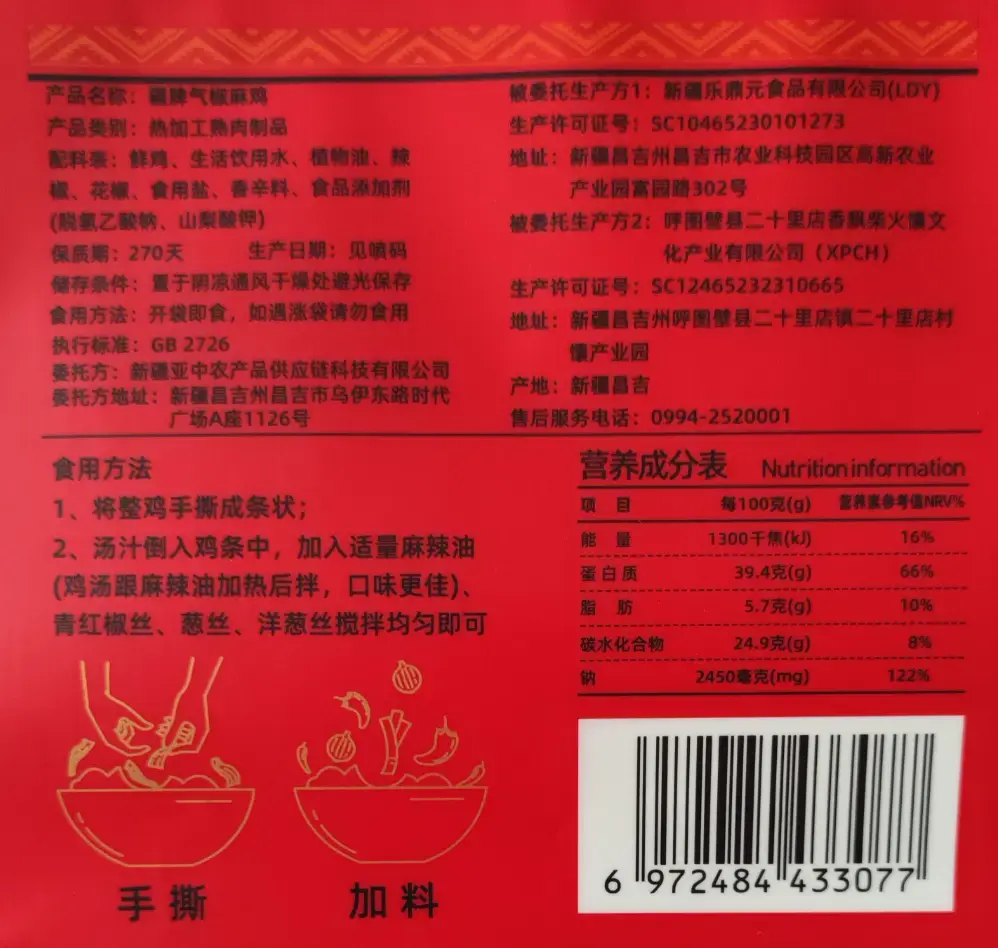 产品名称：疆牌气椒麻鸡
产品类别：热加工熟肉制品
配料表：鲜鸡、生活饮用水、植物油、辣
椒、花椒、食用盐、香辛料、食品添加剂
(脱氢乙酸钠、山梨酸钾)
保质期：270天 生产日期：见喷码
储存条件：置于阴凉通风干燥处避光保存
食用方法：开袋即食，如遇涨袋请勿食用
执行标准：GB 2726
委托方：新疆亚中农产品供应链科技有限公司
委托方地址：新疆昌吉州昌吉市乌伊东路时代
广场A座1126号
被委托生产方1：新疆乐鼎元食品有限公司(LDY)
生产许可证号：SC10465230101273
地址：新疆昌吉州昌吉市农业科技园区高新农业
产业园富园路302号
被委托生产方2：呼图壁县二十里店香飘柴火馕文
化产业有限公司（XPCH）
生产许可证号：SC12465232310665
地址：新疆昌吉州呼图壁县二十里店镇二十里店村
馕产业园
产地：新疆昌吉
售后服务电话：0994-2520001
食用方法
1、将整鸡手撕成条状；
2、汤汁倒入鸡条中，加入适量麻辣油
(鸡汤跟麻辣油加热后拌，口味更佳)、
青红椒丝、葱丝、洋葱丝搅拌均匀即可
手撕
加料
营养成分表 Nutrition information
项 目 每100克(g) 营养素参考值NRV%
能 量 1300千焦(kJ) 16%
蛋白质 39.4克(g) 66%
脂 肪 5.7克(g) 10%
碳水化合物 24.9克(g) 8%
钠 2450毫克(mg) 122%
6 972484 433077